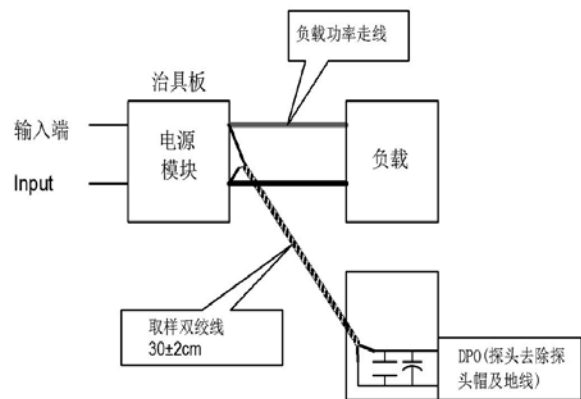 负载功率走线
治具板
输入端
Input
电源
模块
负载
取样双绞线
30±2cm
DPO(探头去除探
头帽及地线)